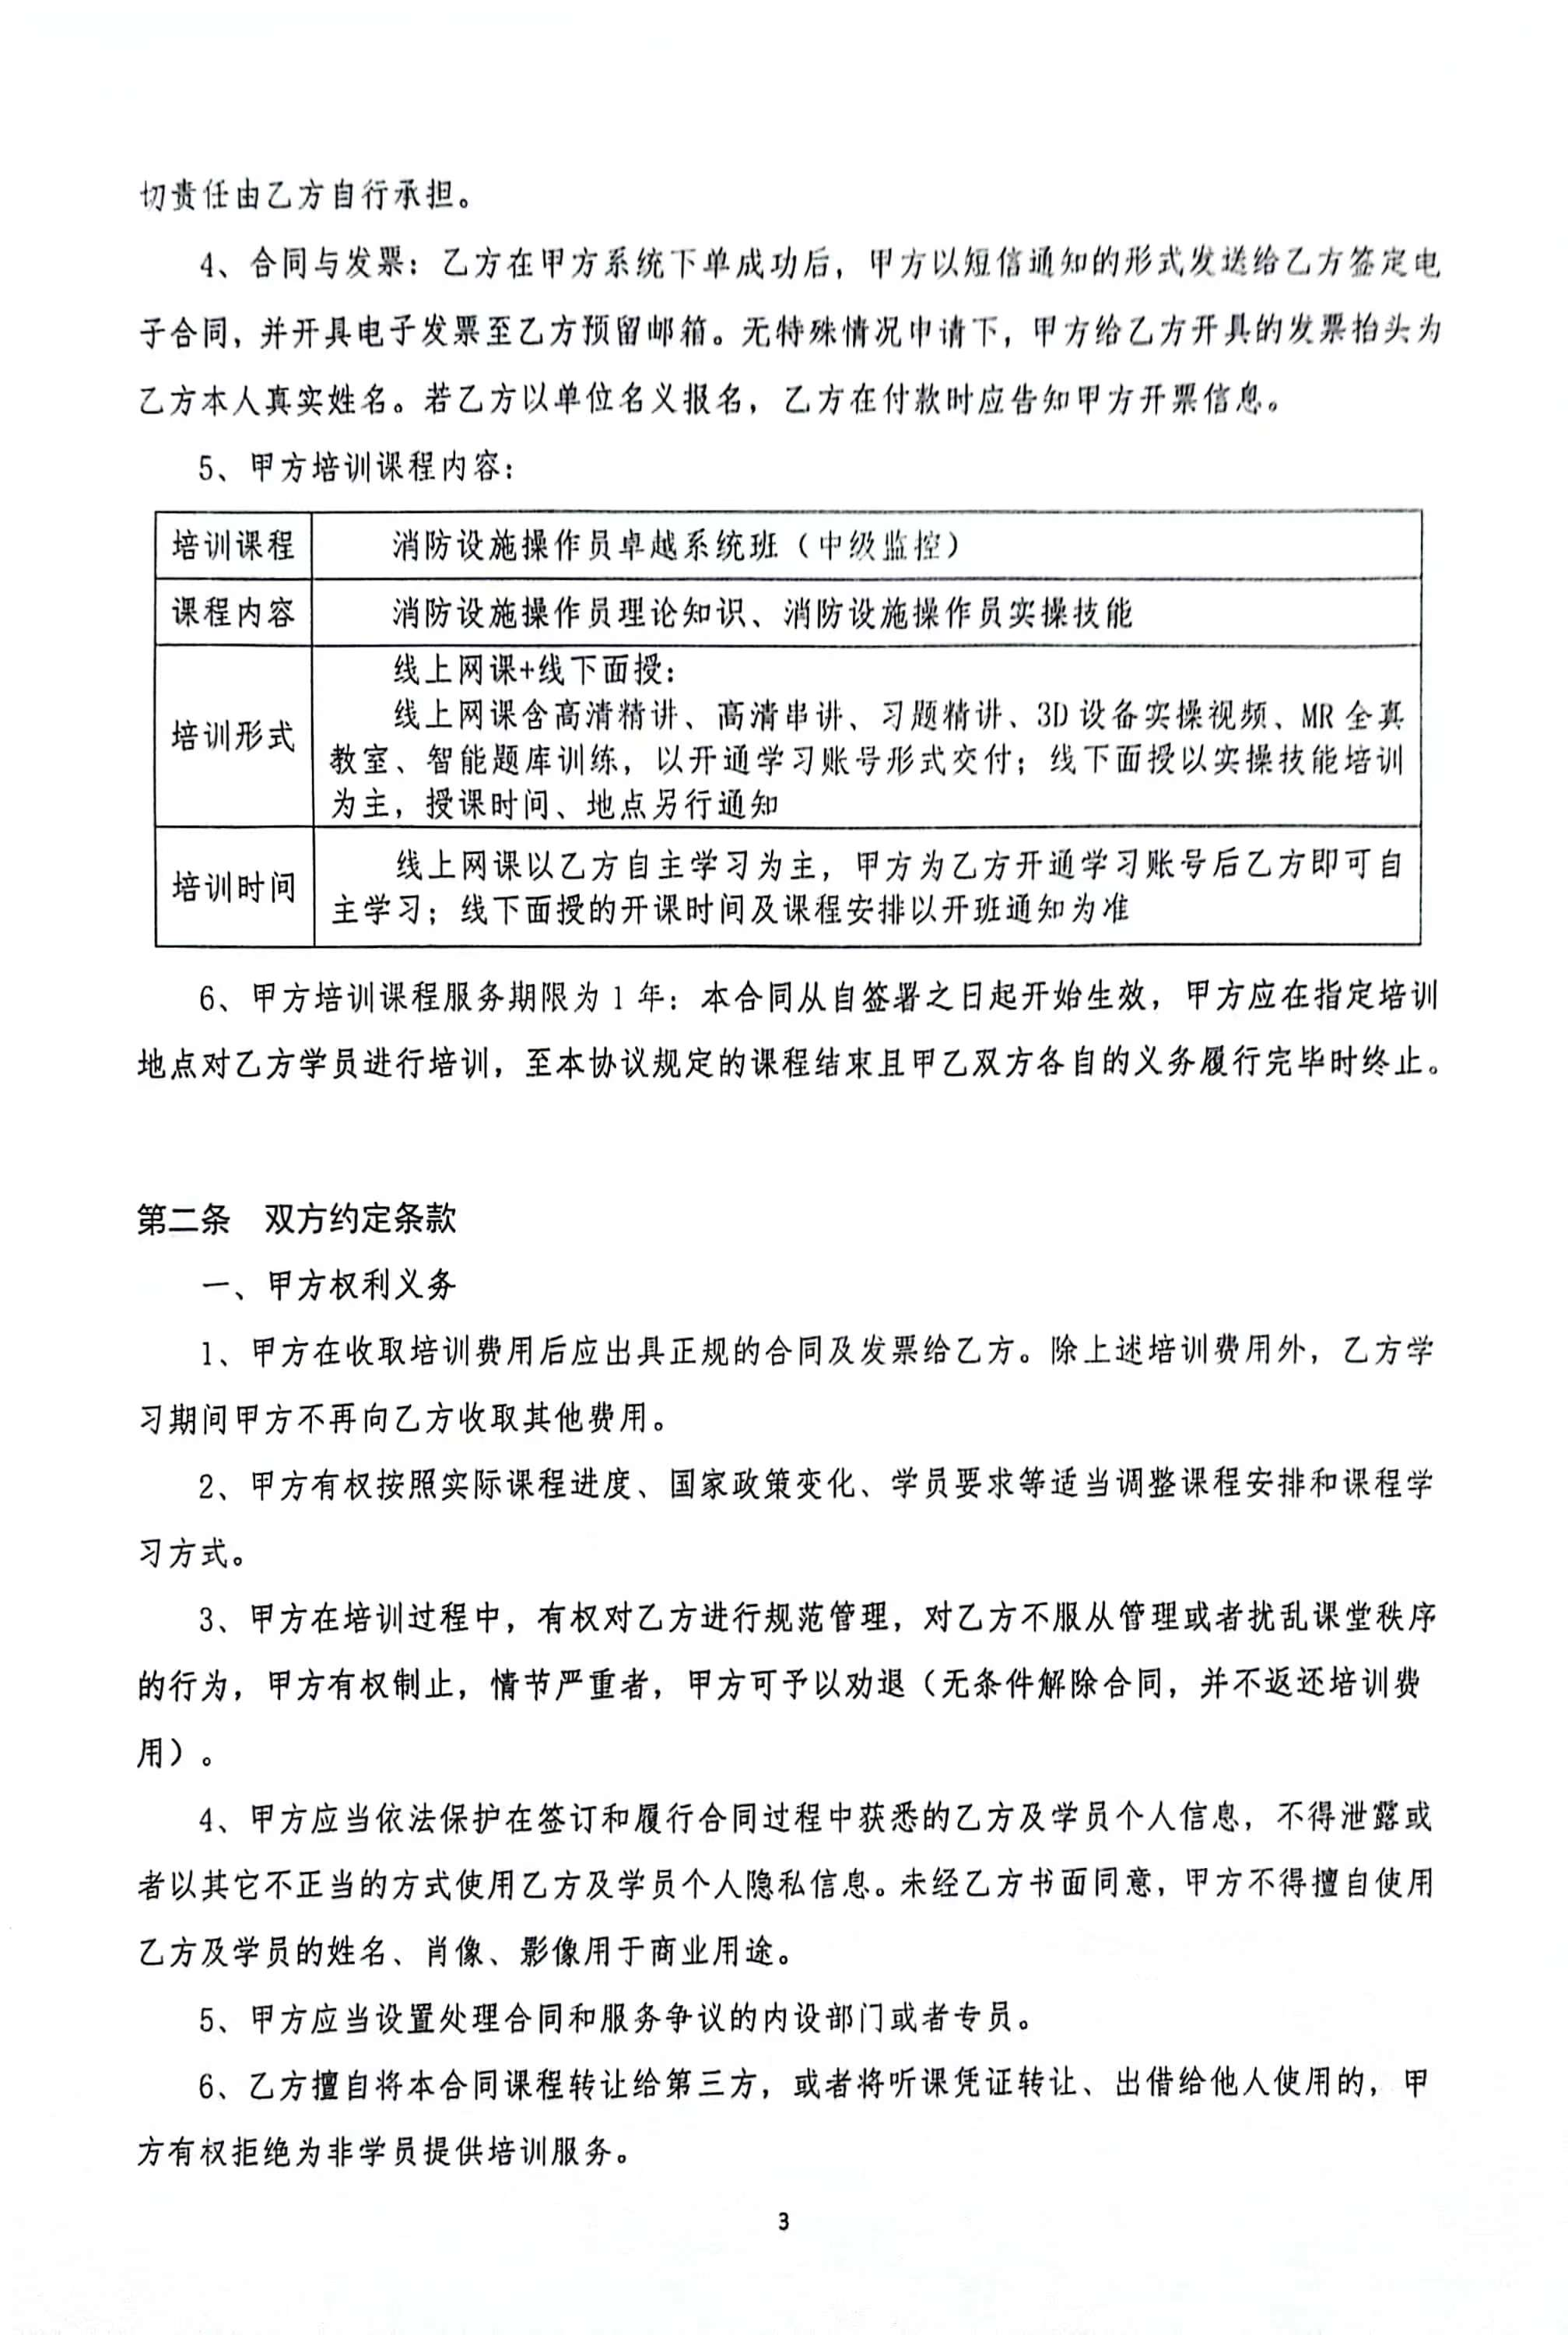 切责任由乙方自行承担。
4、合同与发票：乙方在甲方系统下单成功后，甲方以短信通知的形式发送给乙方签定电
子合同，并开具电子发票至乙方预留邮箱。无特殊情况申请下，甲方给乙方开具的发票抬头为
乙方本人真实姓名。若乙方以单位名义报名，乙方在付款时应告知甲方开票信息。
5、甲方培训课程内容：
培训课程 消防设施操作员卓越系统班（中级监控）
课程内容 消防设施操作员理论知识、消防设施操作员实操技能
线上网课+线下面授：
培训形式 线上网课含高清精讲、高清串讲、习题精讲、3D 设备实操视频、MR 全真
教室、智能题库训练，以开通学习账号形式交付；线下面授以实操技能培训
为主，授课时间、地点另行通知
培训时间 线上网课以乙方自主学习为主，甲方为乙方开通学习账号后乙方即可自
主学习；线下面授的开课时间及课程安排以开班通知为准
6、甲方培训课程服务期限为 1 年：本合同从自签署之日起开始生效，甲方应在指定培训
地点对乙方学员进行培训，至本协议规定的课程结束且甲乙双方各自的义务履行完毕时终止。
第二条 双方约定条款
一、甲方权利义务
1、甲方在收取培训费用后应出具正规的合同及发票给乙方。除上述培训费用外，乙方学
习期间甲方不再向乙方收取其他费用。
2、甲方有权按照实际课程进度、国家政策变化、学员要求等适当调整课程安排和课程学
习方式。
3、甲方在培训过程中，有权对乙方进行规范管理，对乙方不服从管理或者扰乱课堂秩序
的行为，甲方有权制止，情节严重者，甲方可予以劝退（无条件解除合同，并不返还培训费
用）。
4、甲方应当依法保护在签订和履行合同过程中获悉的乙方及学员个人信息，不得泄露或
者以其它不正当的方式使用乙方及学员个人隐私信息。未经乙方书面同意，甲方不得擅自使用
乙方及学员的姓名、肖像、影像用于商业用途。
5、甲方应当设置处理合同和服务争议的内设部门或者专员。
6、乙方擅自将本合同课程转让给第三方，或者将听课凭证转让、出借给他人使用的，甲
方有权拒绝为非学员提供培训服务。
3